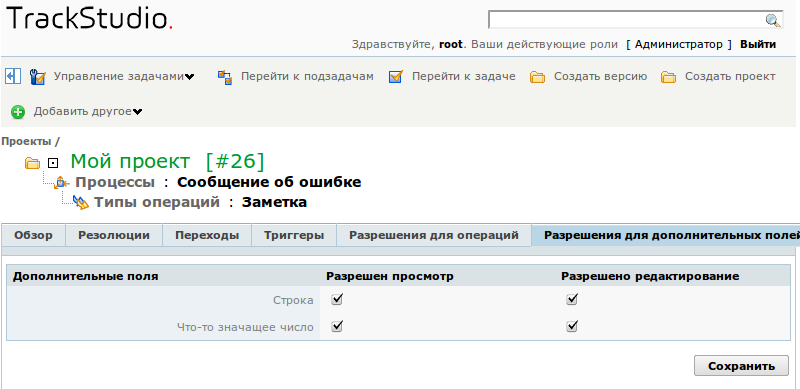 TrackStudio.
Здравствуйте, root. Ваши действующие роли [ Администратор ] Выйти
Управление задачами Перейти к подзадачам Перейти к задаче Создать версию Создать проект
Добавить другое
Проекты /
Мой проект [#26]
Процессы : Сообщение об ошибке
Типы операций : Заметка
Обзор Резолюции Переходы Триггеры Разрешения для операций Разрешения для дополнительных полей
Дополнительные поля Разрешен просмотр Разрешено редактирование
Строка
Что-то значащее число
Сохранить